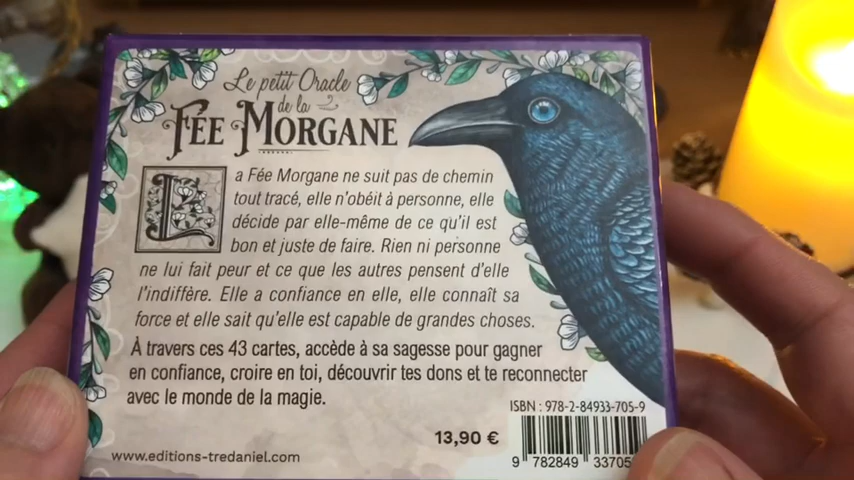 Le petit Oracle
de la
FÉE MORGANE
La Fée Morgane ne suit pas de chemin
tout tracé, elle n'obéit à personne, elle
décide par elle-même de ce qu'il est
bon et juste de faire. Rien ni personne
ne lui fait peur et ce que les autres pensent d'elle
l'indiffère. Elle a confiance en elle, elle connaît sa
force et elle sait qu'elle est capable de grandes choses.
À travers ces 43 cartes, accède à sa sagesse pour gagner
en confiance, croire en toi, découvrir tes dons et te reconnecter
avec le monde de la magie.
ISBN : 978-2-84933-705-9
13,90 €
www.editions-tredaniel.com
9 782849 33705